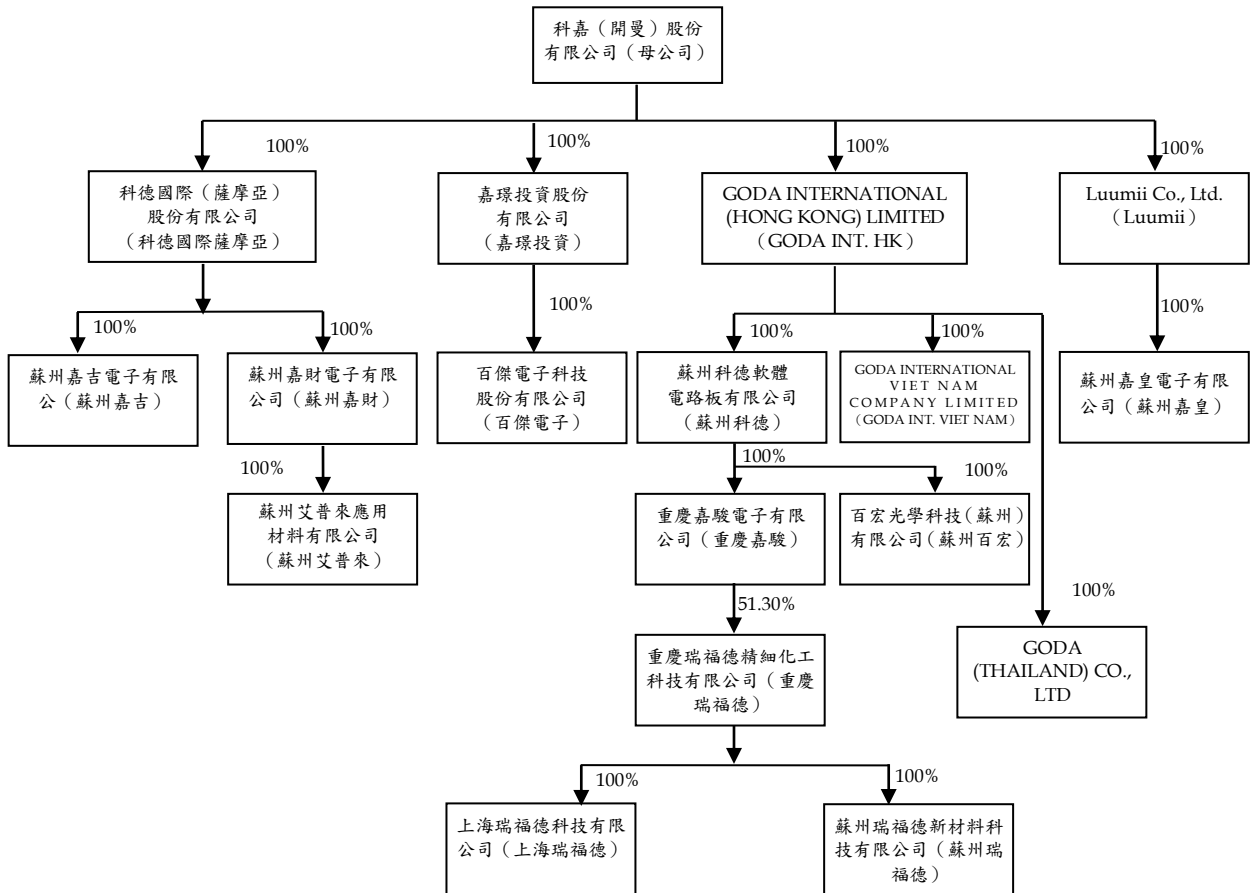 科嘉（開曼）股份
有限公司（母公司）
100%
100%
100%
100%
科德國際（薩摩亞）
股份有限公司
（科德國際薩摩亞）
嘉璟投資股份
有限公司
（嘉璟投資）
GODA INTERNATIONAL
(HONG KONG) LIMITED
（GODA INT. HK）
Luumii Co., Ltd.
（Luumii）
100%
100%
100%
100%
100%
100%
蘇州嘉吉電子有限
公（蘇州嘉吉）
蘇州嘉財電子有限
公司（蘇州嘉財）
百傑電子科技
股份有限公司
（百傑電子）
蘇州科德軟體
電路板有限公司
（蘇州科德）
GODA INTERNATIONAL
VIET NAM
COMPANY LIMITED
(GODA INT. VIET NAM）
蘇州嘉皇電子有限
公司（蘇州嘉皇）
100%
100%
100%
蘇州艾普來應用
材料有限公司
（蘇州艾普來）
重慶嘉駿電子有限
公司（重慶嘉駿）
百宏光學科技(蘇州)
有限公司(蘇州百宏)
51.30%
100%
重慶瑞福德精細化工
科技有限公司（重慶
瑞福德）
GODA
(THAILAND) CO.,
LTD
100%
100%
上海瑞福德科技有限
公司（上海瑞福德）
蘇州瑞福德新材料科
技有限公司（蘇州瑞
福德）